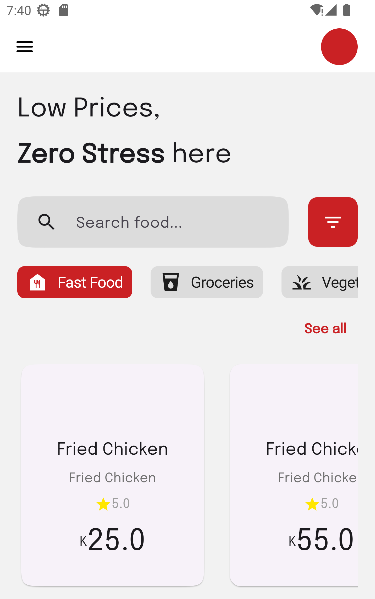 7:40
Low Prices,
Zero Stress here
Search food...
Fast Food
Groceries
Veget
See all
Fried Chicken
Fried Chicken
5.0
K25.0
Fried Chicke
Fried Chicke
5.0
K55.0